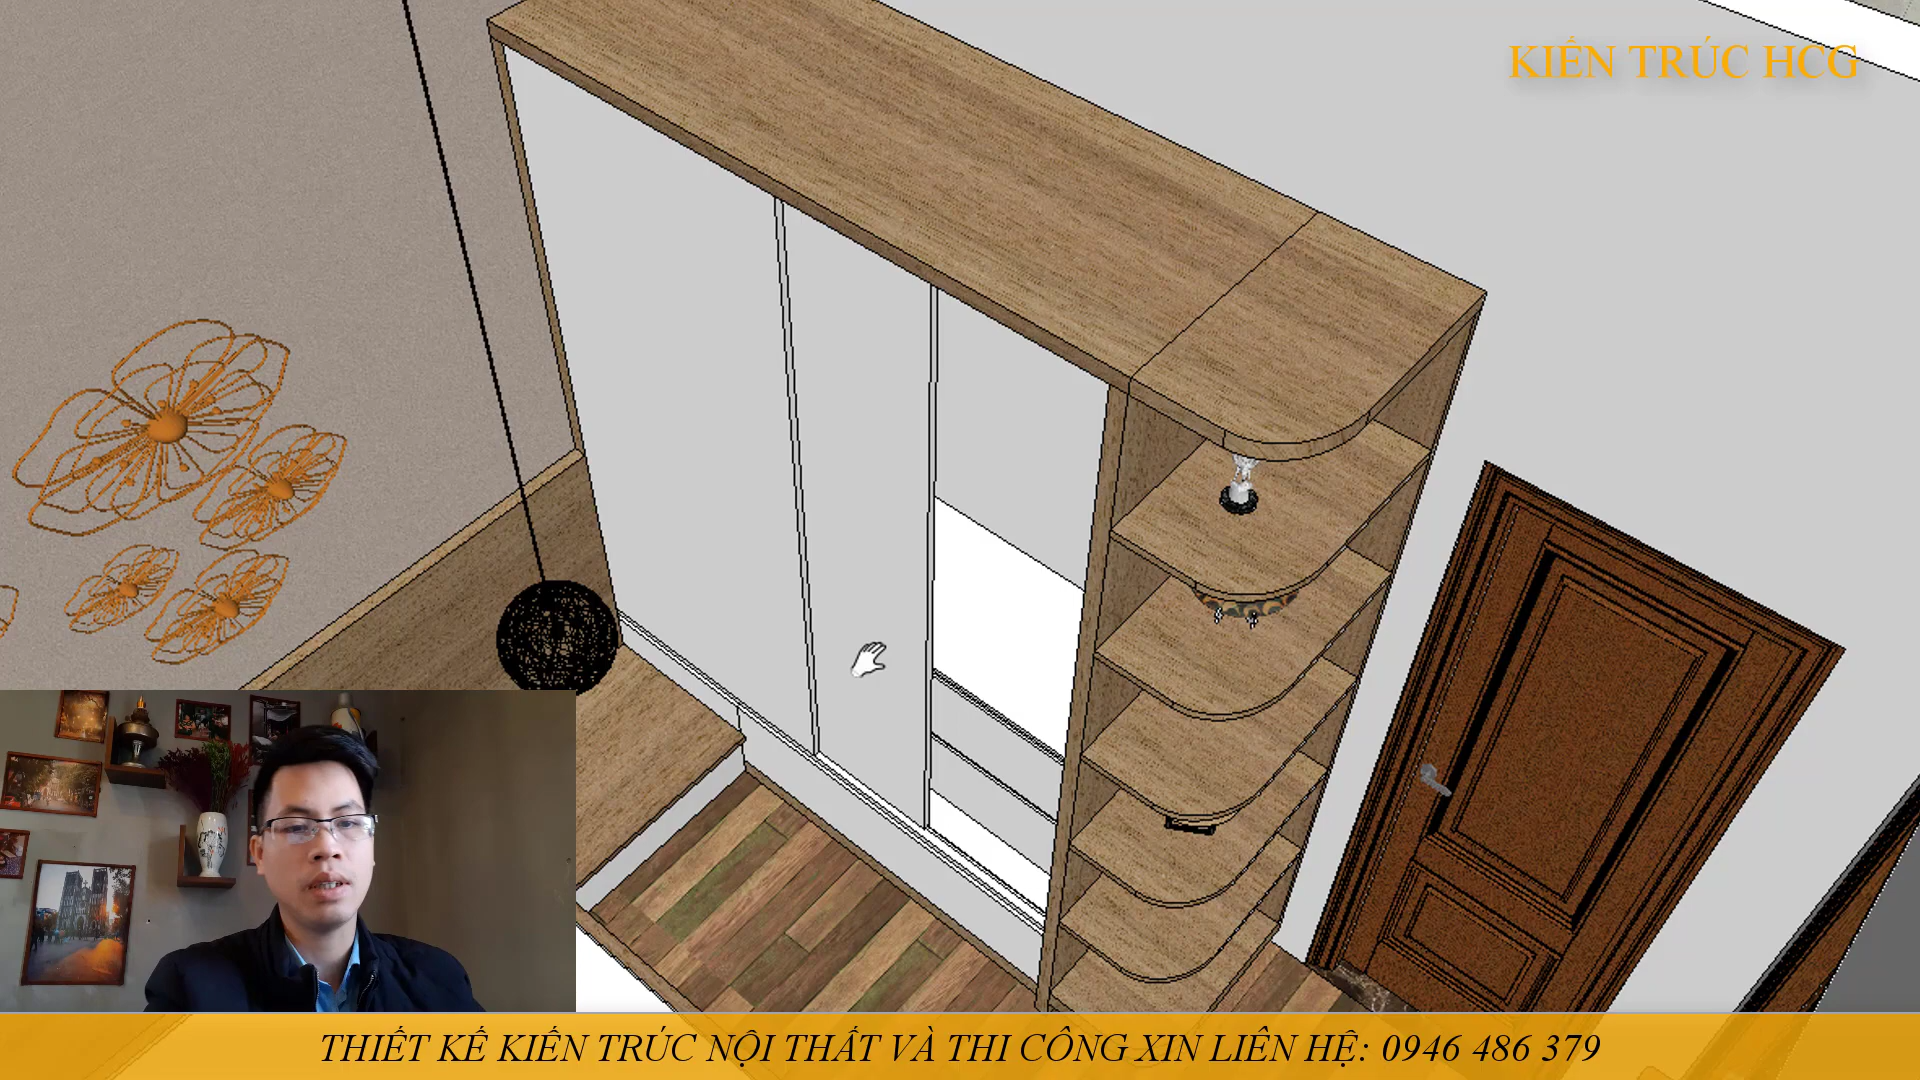 KIẾN TRÚC HCG
THIẾT KẾ KIẾN TRÚC NỘI THẤT VÀ THI CÔNG XIN LIÊN HỆ: 0946 486 379